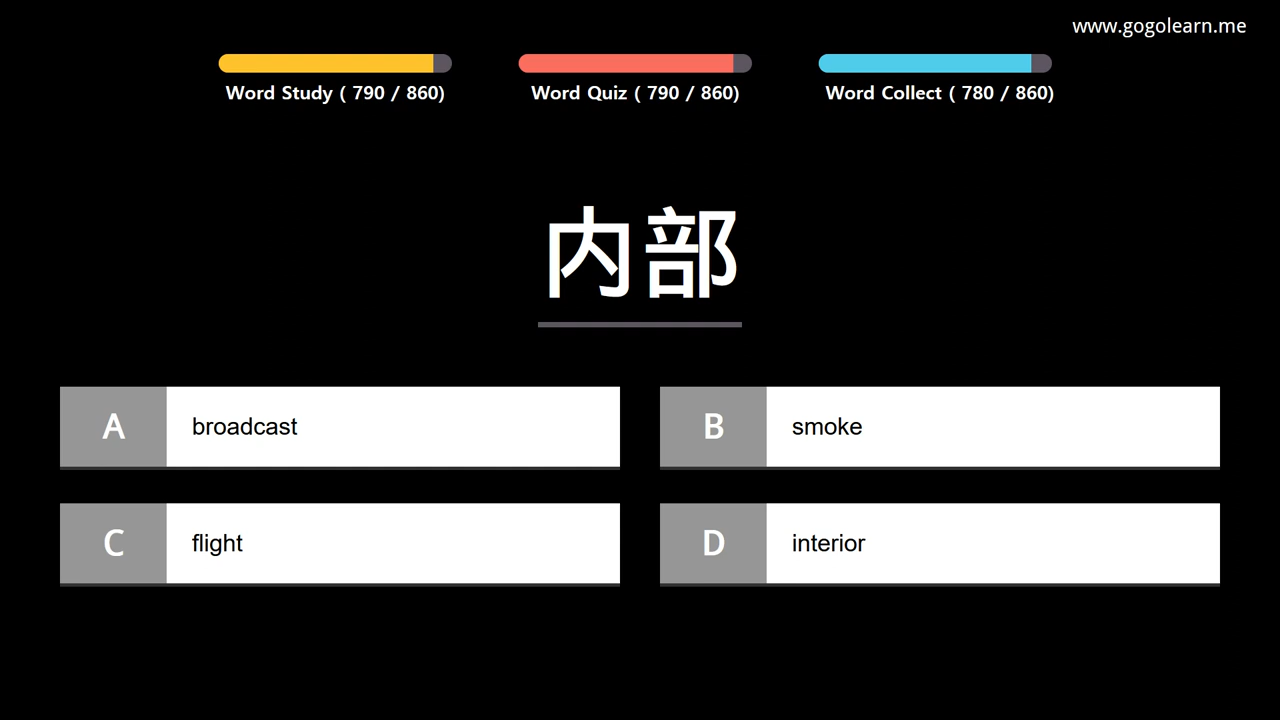 www.gogolearn.me
Word Study ( 790 / 860)
Word Quiz ( 790 / 860)
Word Collect ( 780 / 860)
内部
A broadcast
B smoke
C flight
D interior